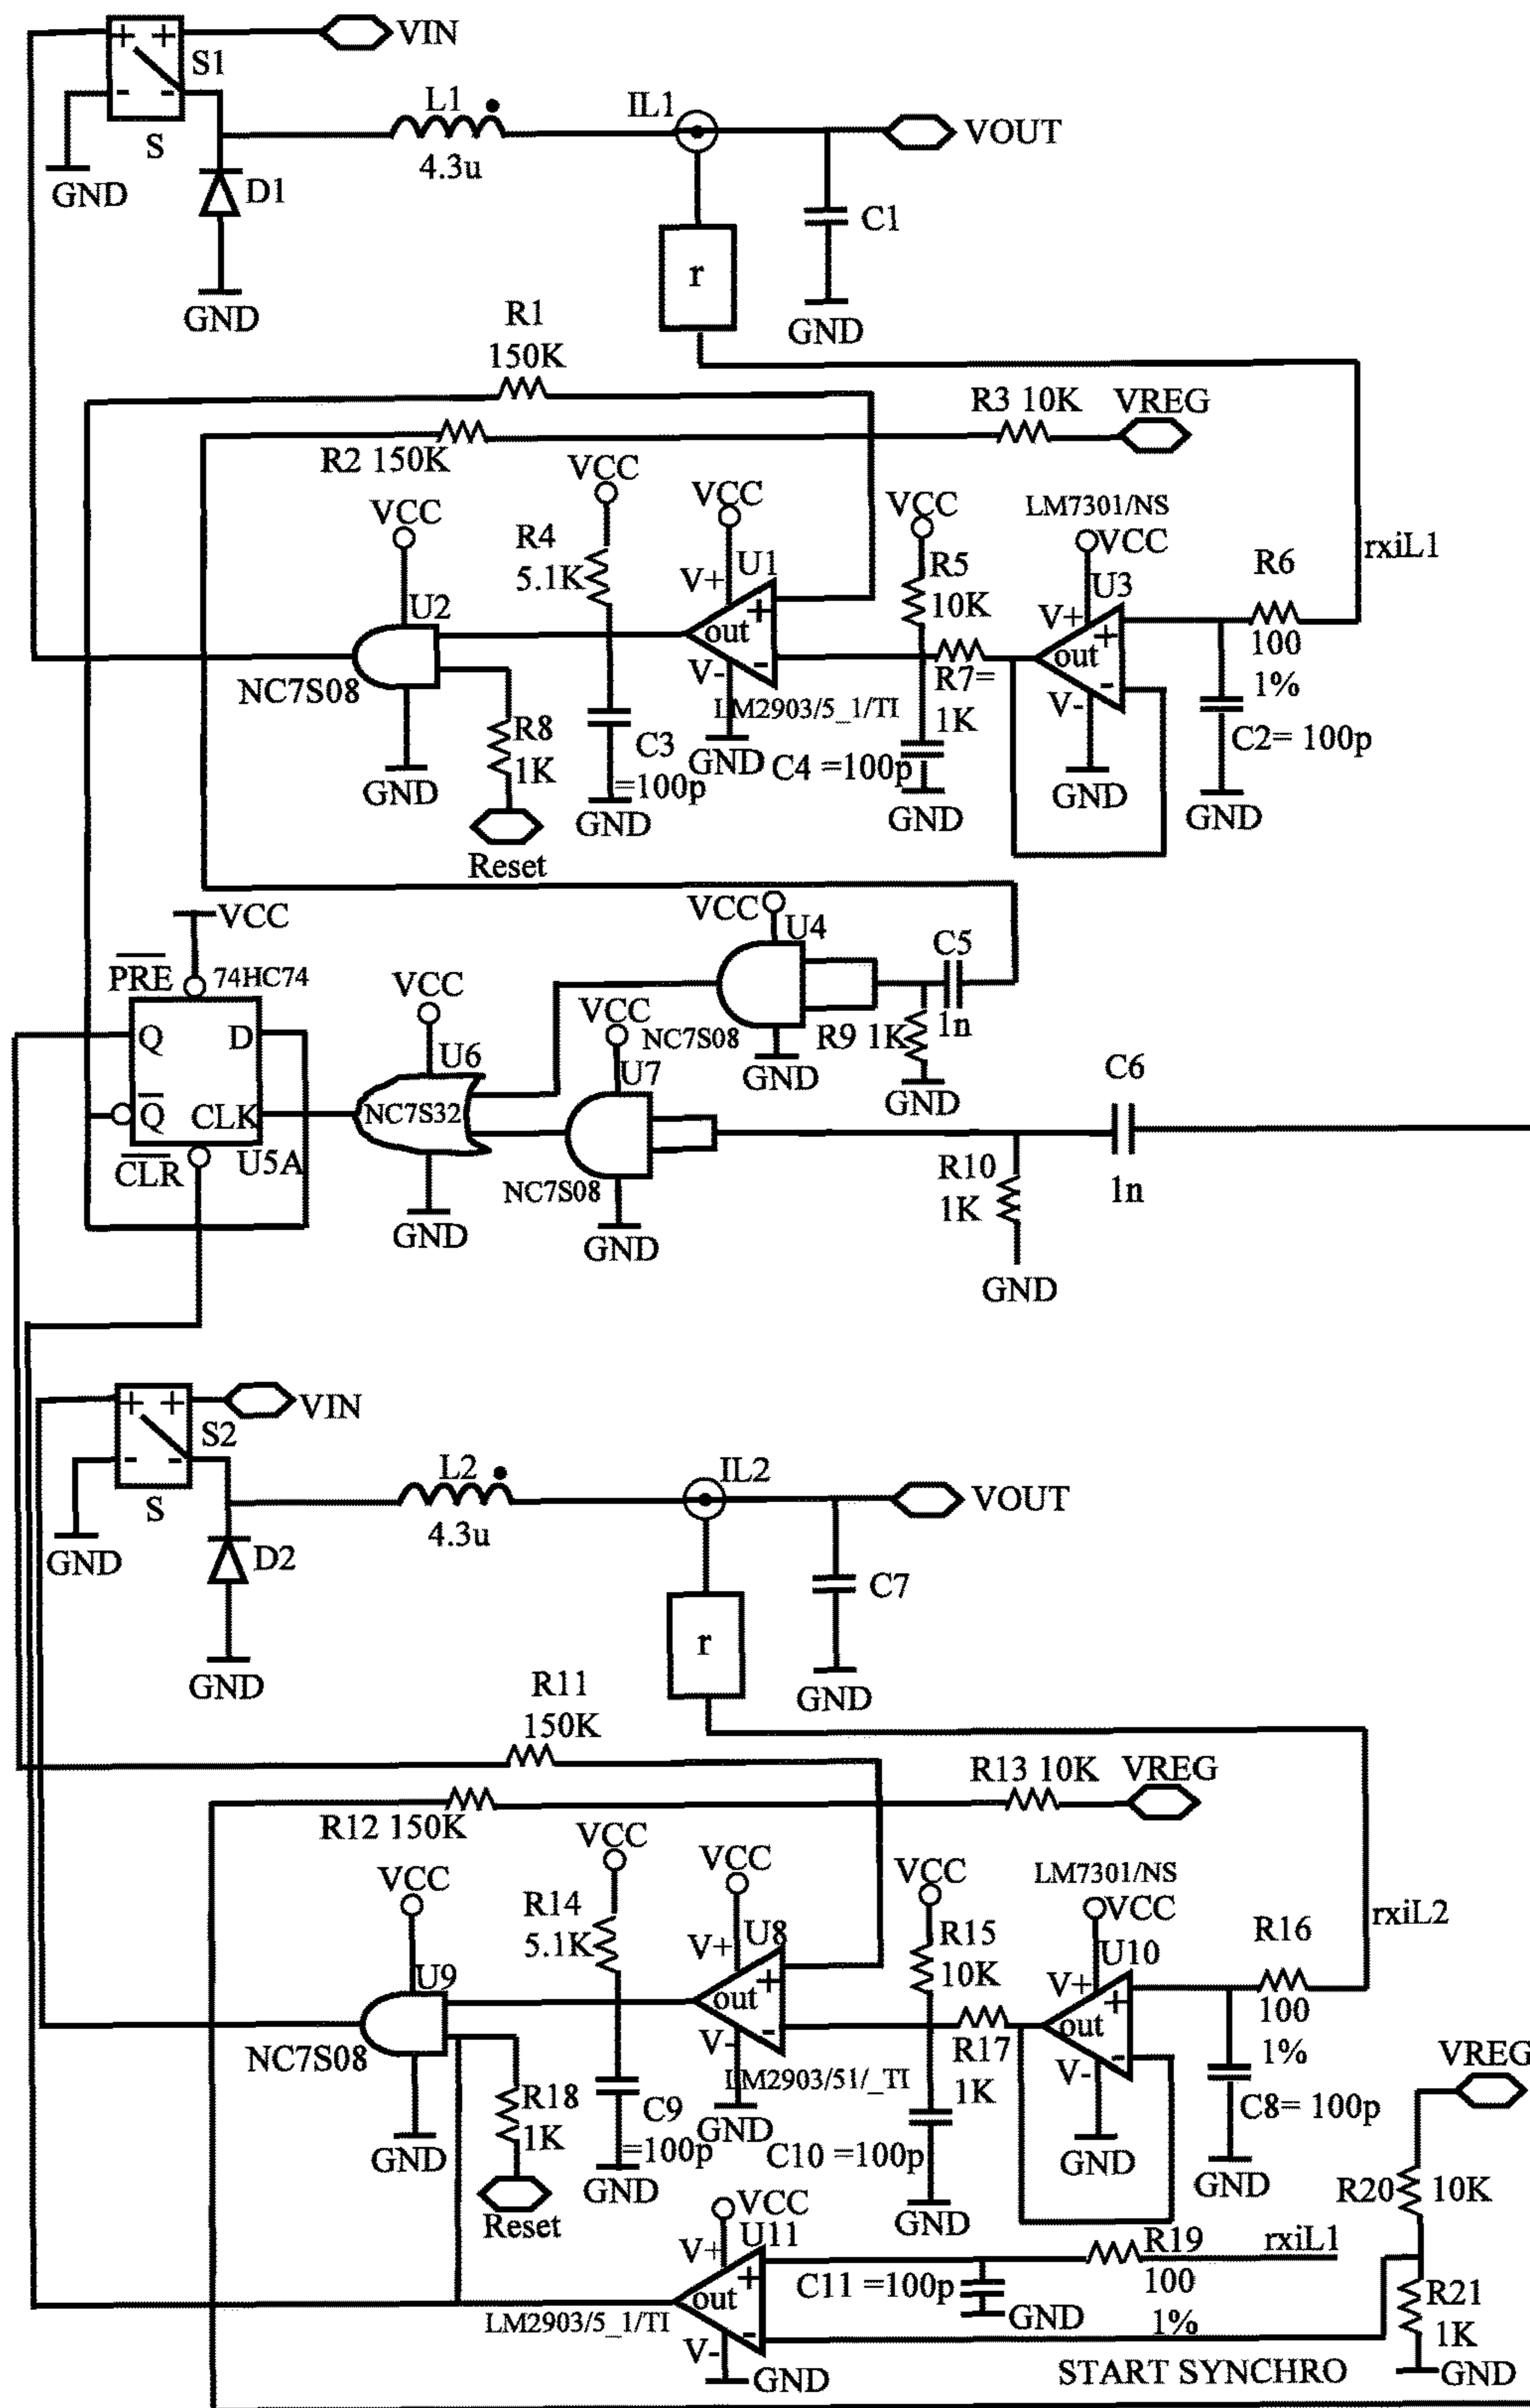 VIN
+ +
S1
- -
S
GND
L1
4.3u
IL1
VOUT
D1
GND
C1
GND
r
R1
150K
R3 10K
VREG
R2 150K
VCC
VCC
VCC
VCC
LM7301/NS
VCC
rxiL1
R4
5.1K
U1
V+
+
out
-
V-
R5
10K
U3
V+
+
out
-
V-
R6
100
1%
U2
NC7S08
LM2903/5_1/TI
R7=
1K
R8
1K
C3
=100p
GND
C4 =100p
C2= 100p
GND
GND
GND
GND
GND
Reset
VCC
VCC
U4
C5
PRE
74HC74
VCC
VCC
NC7S08
R9 1K
1n
Q
D
U6
U7
GND
GND
C6
Q
CLK
NC7S32
CLR
U5A
NC7S08
R10
1K
1n
GND
GND
GND
+ +
VIN
S2
- -
S
GND
L2
4.3u
IL2
VOUT
D2
C7
r
GND
GND
R11
150K
R13 10K
VREG
R12 150K
VCC
VCC
VCC
VCC
LM7301/NS
VCC
rxiL2
R14
5.1K
U8
V+
+
out
-
V-
R15
10K
U10
V+
+
out
-
V-
R16
100
1%
U9
NC7S08
LM2903/51/_TI
R17
1K
VREG
R18
1K
C9
=100p
GND
C10 =100p
C8= 100p
GND
GND
GND
GND
GND
R20 10K
Reset
VCC
U11
V+
+
out
-
V-
R19
rxiL1
100
1%
C11 =100p
GND
R21
1K
LM2903/5_1/TI
GND
START SYNCHRO
GND